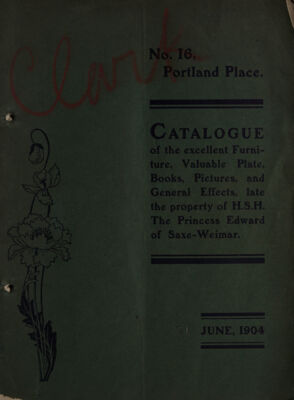 Clark
No. 16,
Portland Place.
CATALOGUE
of the excellent Furni-
ture, Valuable Plate,
Books, Pictures, and
General Effects, late
the property of H.S.H.
The Princess Edward
of Saxe-Weimar.
JUNE, 1904